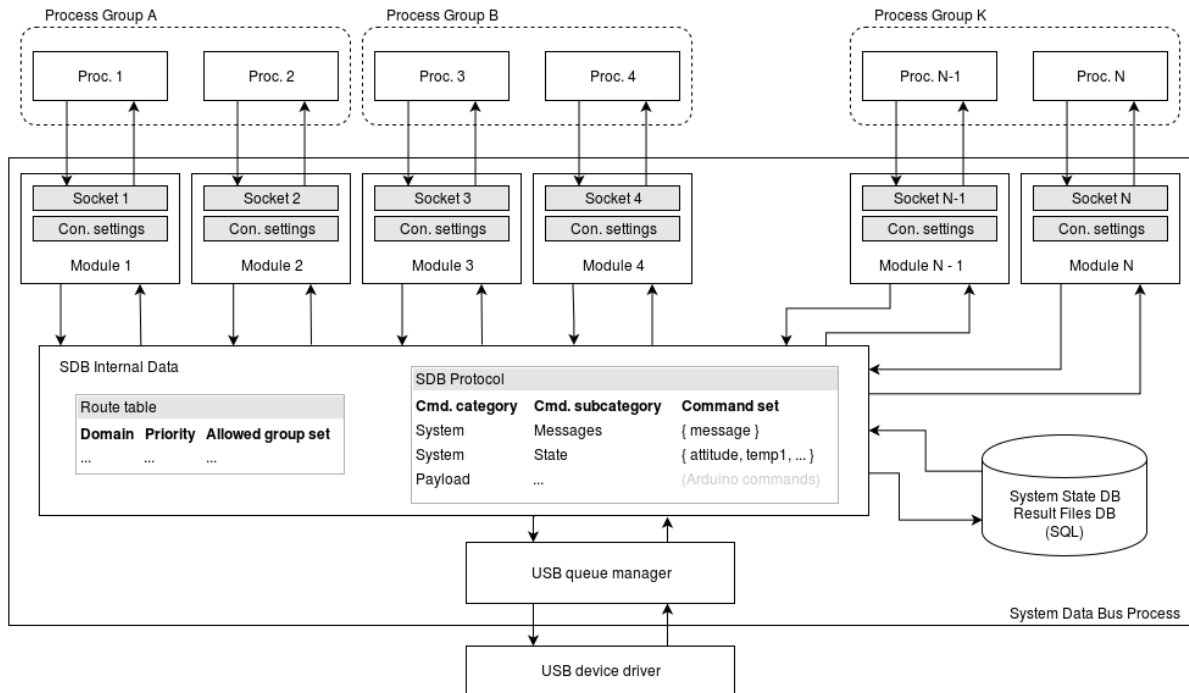 Process Group A
Process Group B
Process Group K
Proc. 1
Proc. 2
Proc. 3
Proc. 4
Proc. N-1
Proc. N
Socket 1
Socket 2
Socket 3
Socket 4
Socket N-1
Socket N
Con. settings
Con. settings
Con. settings
Con. settings
Con. settings
Con. settings
Module 1
Module 2
Module 3
Module 4
Module N - 1
Module N
SDB Internal Data
Route table
Domain Priority Allowed group set
... ... ...
SDB Protocol
Cmd. category Cmd. subcategory Command set
System Messages { message }
System State { attitude, temp1, ... }
Payload ... (Arduino commands)
System State DB
Result Files DB
(SQL)
USB queue manager
System Data Bus Process
USB device driver